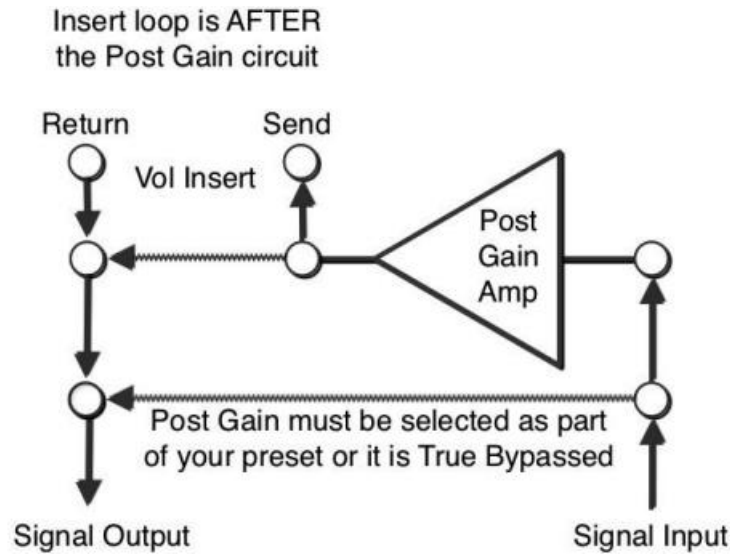 Insert loop is AFTER
the Post Gain circuit
Return
Send
Vol Insert
Post
Gain
Amp
Post Gain must be selected as part
of your preset or it is True Bypassed
Signal Output
Signal Input